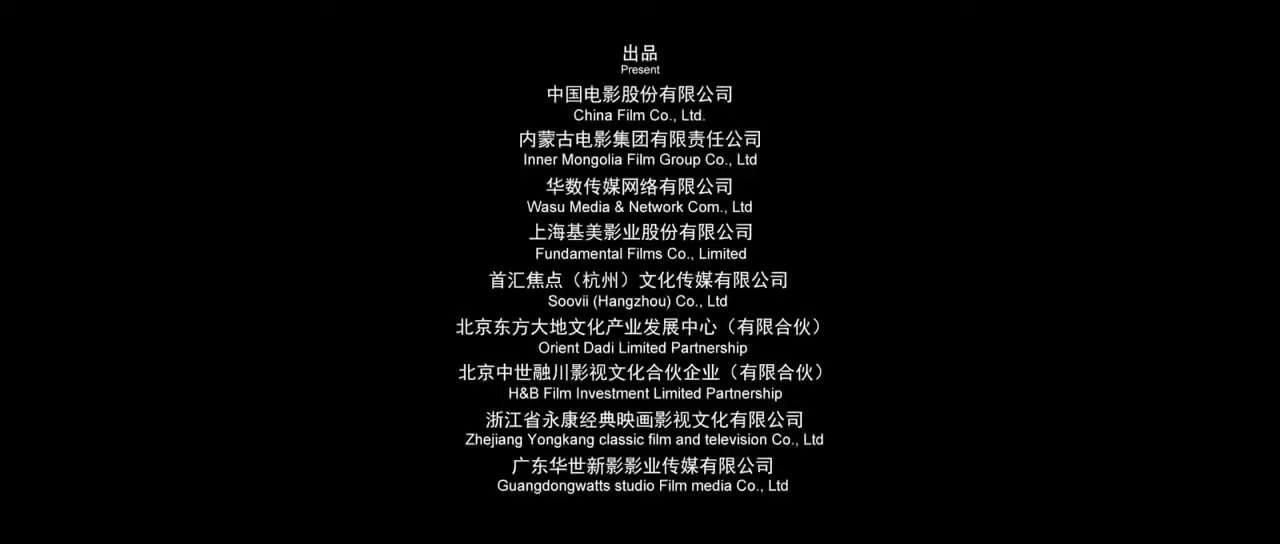 出品
Present
中国电影股份有限公司
China Film Co., Ltd.
内蒙古电影集团有限责任公司
Inner Mongolia Film Group Co., Ltd
华数传媒网络有限公司
Wasu Media & Network Com., Ltd
上海基美影业股份有限公司
Fundamental Films Co., Limited
首汇焦点（杭州）文化传媒有限公司
Soovii (Hangzhou) Co., Ltd
北京东方大地文化产业发展中心（有限合伙）
Orient Dadi Limited Partnership
北京中世融川影视文化合伙企业（有限合伙）
H&B Film Investment Limited Partnership
浙江省永康经典映画影视文化有限公司
Zhejiang Yongkang classic film and television Co., Ltd
广东华世新影影业传媒有限公司
Guangdongwatts studio Film media Co., Ltd